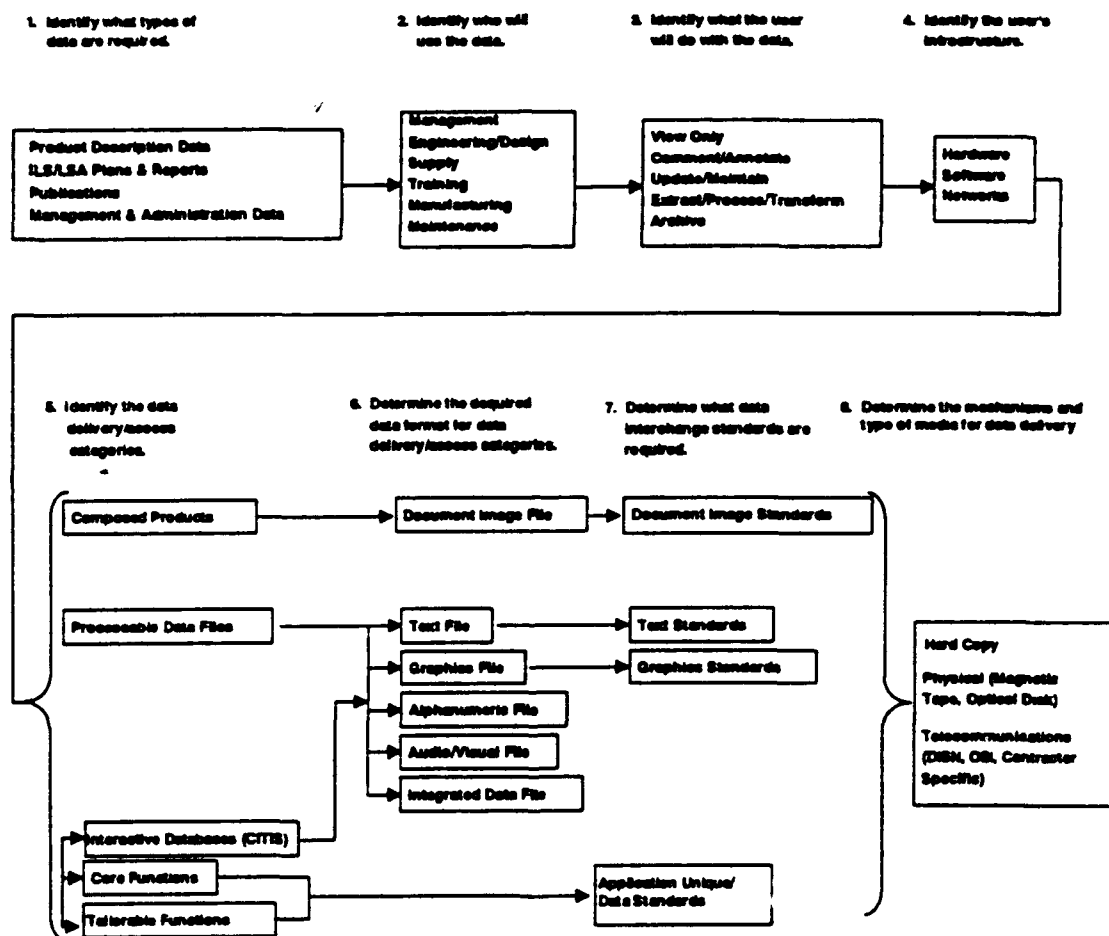 1. Identify what types of
data are required.
2. Identify who will
use the data.
3. Identify what the user
will do with the data.
4. Identify the user's
infrastructure.
Product Description Data
ILS/LSA Plans & Reports
Publications
Management & Administration Data
Management
Engineering/Design
Supply
Training
Manufacturing
Maintenance
View Only
Comment/Annotate
Update/Maintain
Extract/Process/Transform
Archive
Hardware
Software
Networks
5. Identify the data
delivery/access
categories.
6. Determine the dequired
data format for data
delivery/access categories.
7. Determine what data
interchange standards are
required.
8. Determine the mechanisms and
type of media for data delivery
Composed Products
Document Image File
Document Image Standards
Processable Data Files
Text File
Text Standards
Graphics File
Graphics Standards
Alphanumeric File
Audio/Visual File
Integrated Data File
Interactive Databases (CITIS)
Core Functions
Tailorable Functions
Application Unique/
Data Standards
Hard Copy
Physical (Magnetic
Tape, Optical Disk)
Telecommunications
(DISN, OSI, Contractor
Specific)